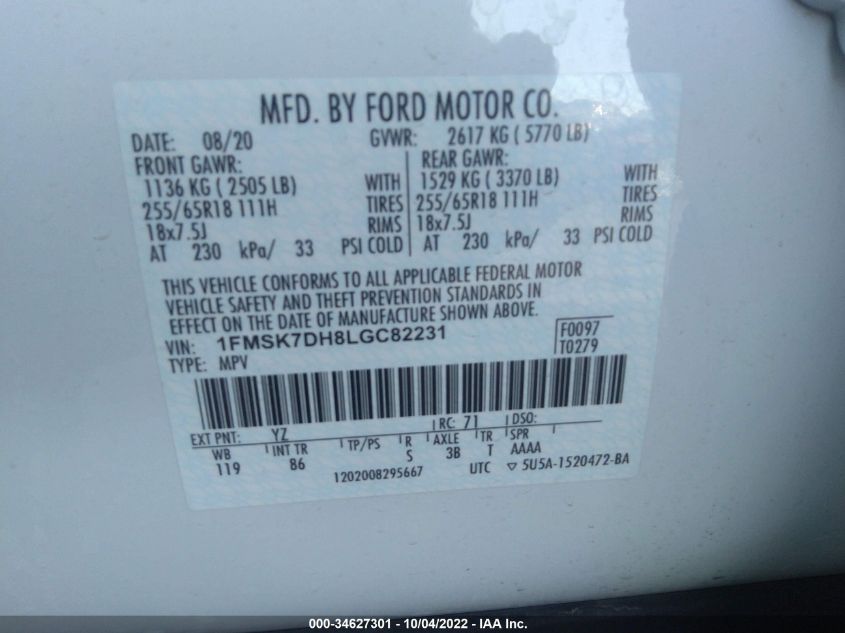 MFD. BY FORD MOTOR CO.
DATE: 08/20 GVWR: 2617 KG ( 5770 LB)
FRONT GAWR: REAR GAWR:
1136 KG ( 2505 LB) WITH 1529 KG ( 3370 LB) WITH
255/65R18 111H TIRES 255/65R18 111H TIRES
18x7.5J RIMS 18x7.5J RIMS
AT 230 kPa/ 33 PSI COLD AT 230 kPa/ 33 PSI COLD
THIS VEHICLE CONFORMS TO ALL APPLICABLE FEDERAL MOTOR
VEHICLE SAFETY AND THEFT PREVENTION STANDARDS IN
EFFECT ON THE DATE OF MANUFACTURE SHOWN ABOVE.
VIN: 1FMSK7DH8LGC82231 F0097
TYPE: MPV T0279
EXT PNT: YZ RC: 71 DSO:
WB INT TR TP/PS R AXLE TR SPR
119 86 S 3B T AAAA
1202008295667 UTC ▽ 5U5A-1520472-BA
000-34627301 - 10/04/2022 - IAA Inc.